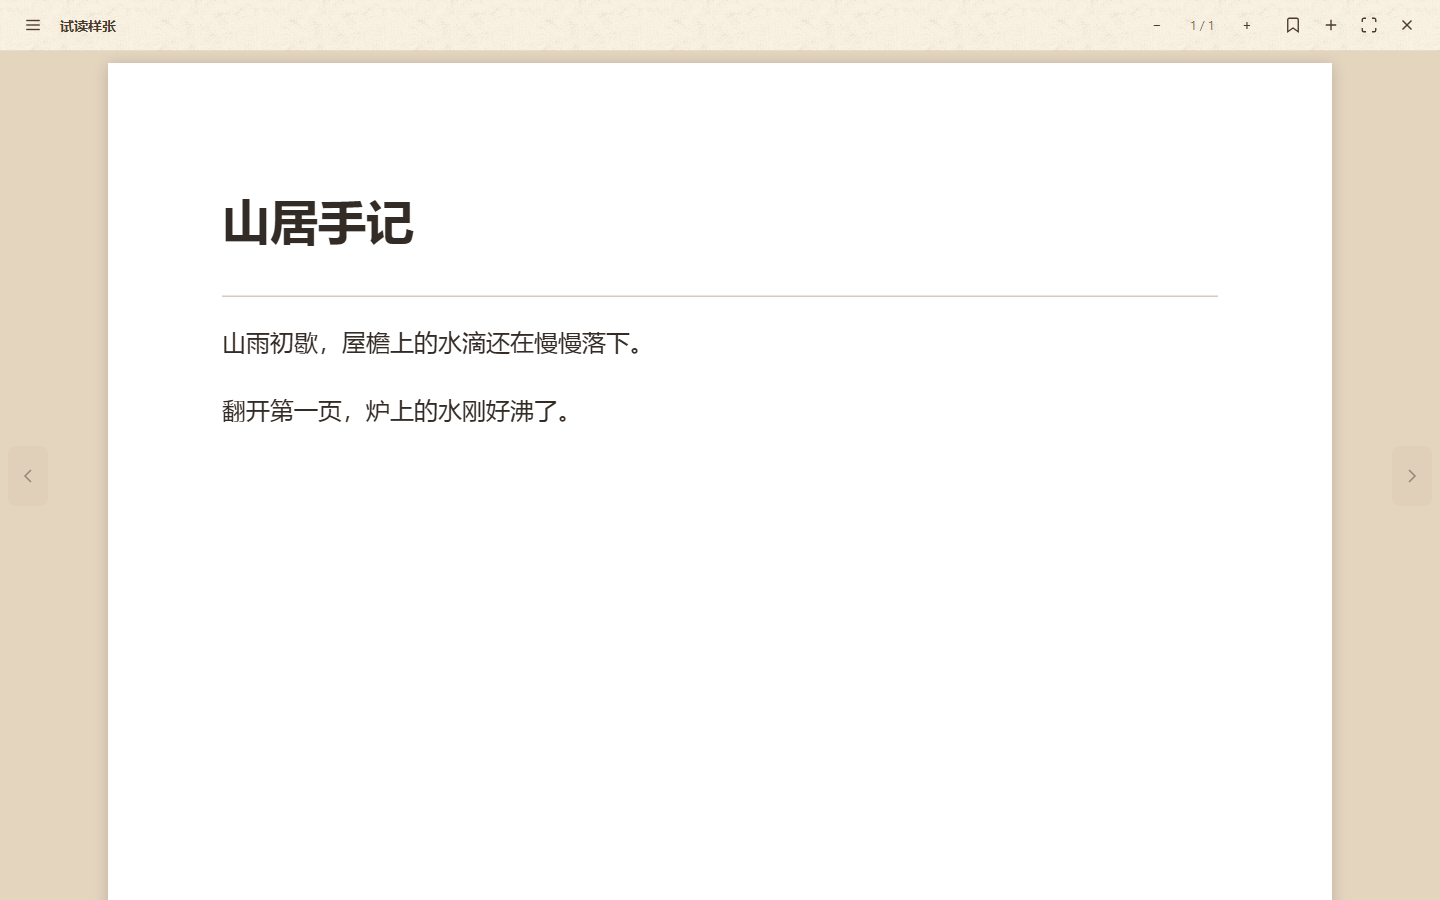 试读样张
− 1 / 1 +
山居手记
山雨初歇，屋檐上的水滴还在慢慢落下。
翻开第一页，炉上的水刚好沸了。